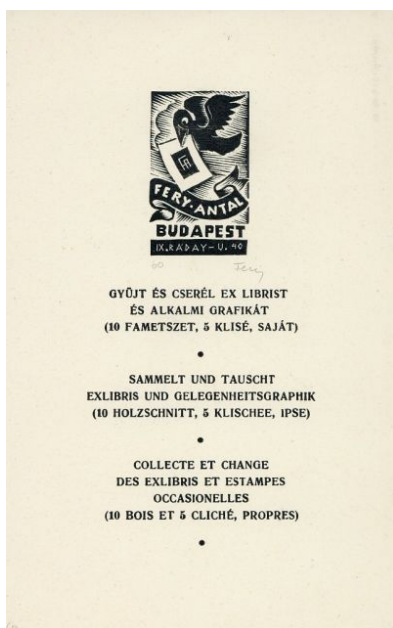 FERY-ANTAL
BUDAPEST
IX. RÁDAY-U. 40
Fery
GYŰJT ÉS CSERÉL EX LIBRIST
ÉS ALKALMI GRAFIKÁT
(10 FAMETSZET, 5 KLISÉ, SAJÁT)
SAMMELT UND TAUSCHT
EXLIBRIS UND GELEGENHEITSGRAPHIK
(10 HOLZSCHNITT, 5 KLISCHEE, IPSE)
COLLECTE ET CHANGE
DES EXLIBRIS ET ESTAMPES
OCCASIONELLES
(10 BOIS ET 5 CLICHÉ, PROPRES)